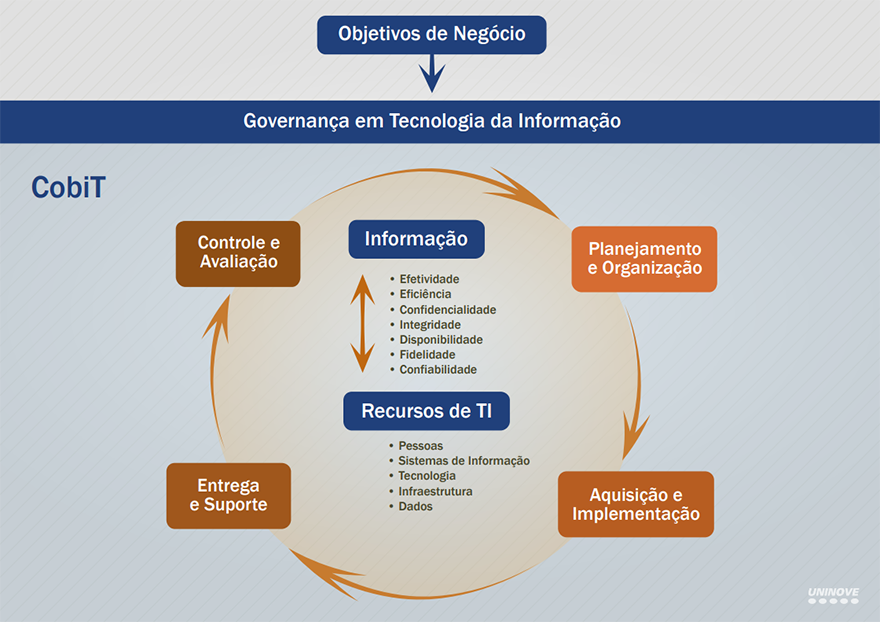 Objetivos de Negócio
Governança em Tecnologia da Informação
CobiT
Controle e
Avaliação
Informação
Planejamento
e Organização
• Efetividade
• Eficiência
• Confidencialidade
• Integridade
• Disponibilidade
• Fidelidade
• Confiabilidade
Recursos de TI
• Pessoas
• Sistemas de Informação
• Tecnologia
• Infraestrutura
• Dados
Entrega
e Suporte
Aquisição e
Implementação
UNINOVE